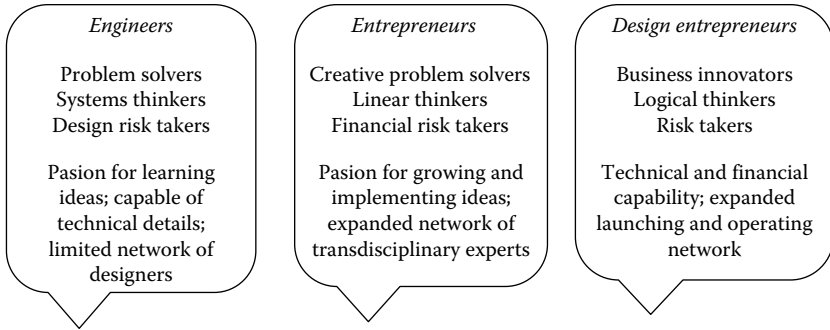 Engineers
Problem solvers
Systems thinkers
Design risk takers
Pasion for learning
ideas; capable of
technical details;
limited network of
designers
Entrepreneurs
Creative problem solvers
Linear thinkers
Financial risk takers
Pasion for growing and
implementing ideas;
expanded network of
transdisciplinary experts
Design entrepreneurs
Business innovators
Logical thinkers
Risk takers
Technical and financial
capability; expanded
launching and operating
network